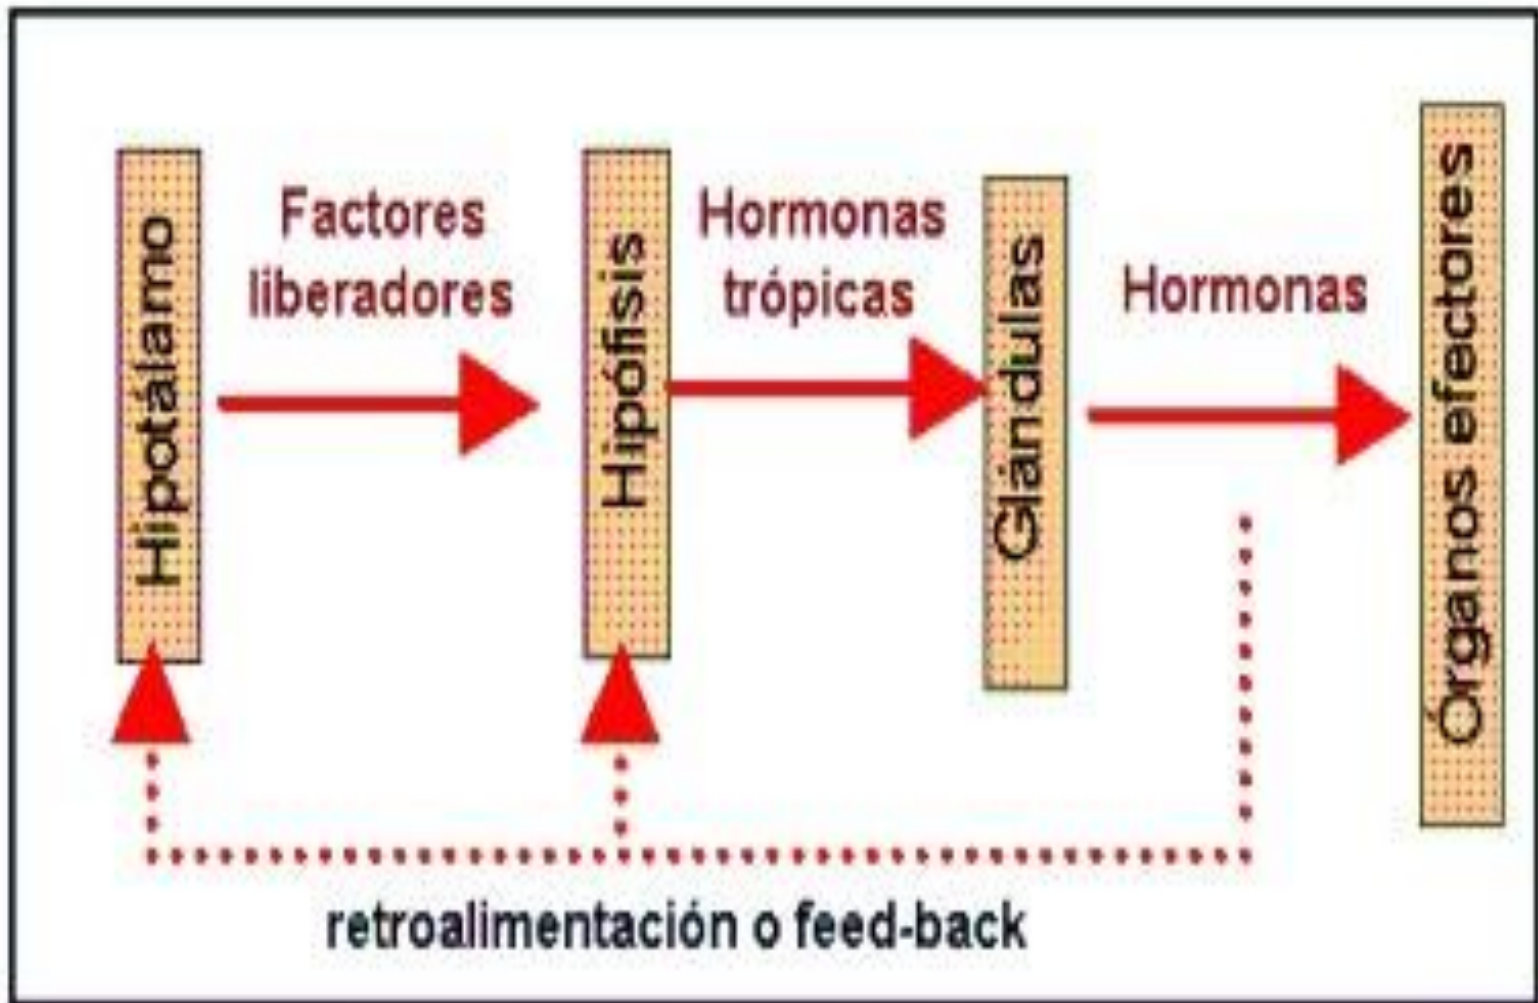 Hipotálamo
Factores
liberadores
Hipófisis
Hormonas
trópicas
Glándulas
Hormonas
Órganos efectores
retroalimentación o feed-back